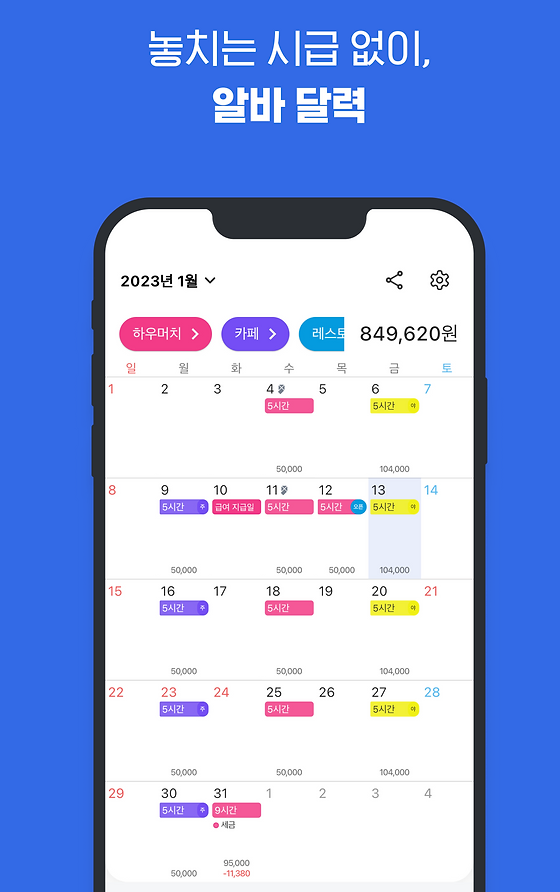 놓치는 시급 없이,
알바 달력
2023년 1월
하우머치 카페 레스토 849,620원
일 월 화 수 목 금 토
1 2 3 4 5 6 7
5시간 5시간 야
50,000 104,000
8 9 10 11 12 13 14
5시간 주 급여 지급일 5시간 5시간 오픈 5시간 야
50,000 50,000 50,000 104,000
15 16 17 18 19 20 21
5시간 주 5시간 5시간 야
50,000 50,000 104,000
22 23 24 25 26 27 28
5시간 주 5시간 5시간 야
50,000 50,000 104,000
29 30 31 1 2 3 4
5시간 주 9시간
세금
95,000
50,000 -11,380